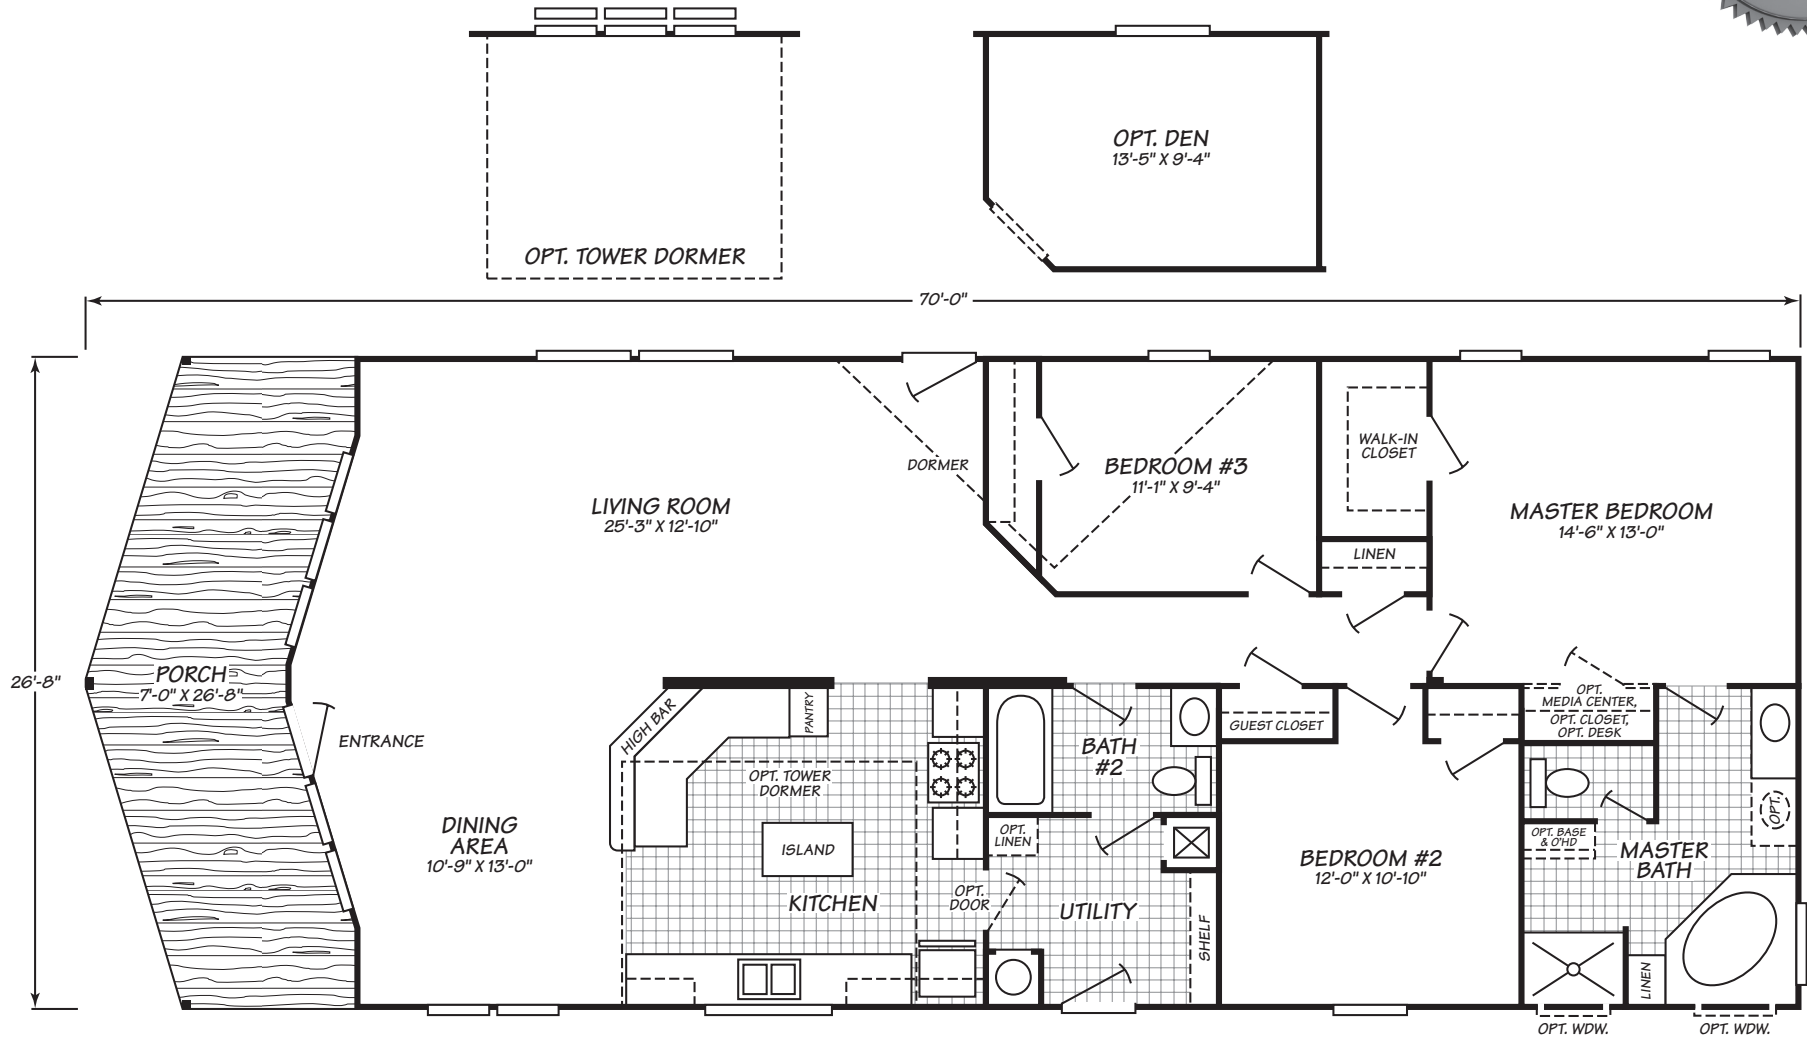 OPT. TOWER DORMER
OPT. DEN
13'-5" X 9'-4"
70'-0"
26'-8"
PORCH
7'-0" X 26'-8"
ENTRANCE
LIVING ROOM
25'-3" X 12'-10"
DORMER
BEDROOM #3
11'-1" X 9'-4"
WALK-IN
CLOSET
LINEN
MASTER BEDROOM
14'-6" X 13'-0"
DINING
AREA
10'-9" X 13'-0"
HIGH BAR
PANTRY
OPT. TOWER
DORMER
ISLAND
KITCHEN
OPT.
DOOR
BATH
#2
OPT.
LINEN
UTILITY
SHELF
GUEST CLOSET
BEDROOM #2
12'-0" X 10'-10"
OPT.
MEDIA CENTER,
OPT. CLOSET,
OPT. DESK
OPT. BASE
& O'HD
MASTER
BATH
OPT.
LINEN
OPT. WDW.
OPT. WDW.